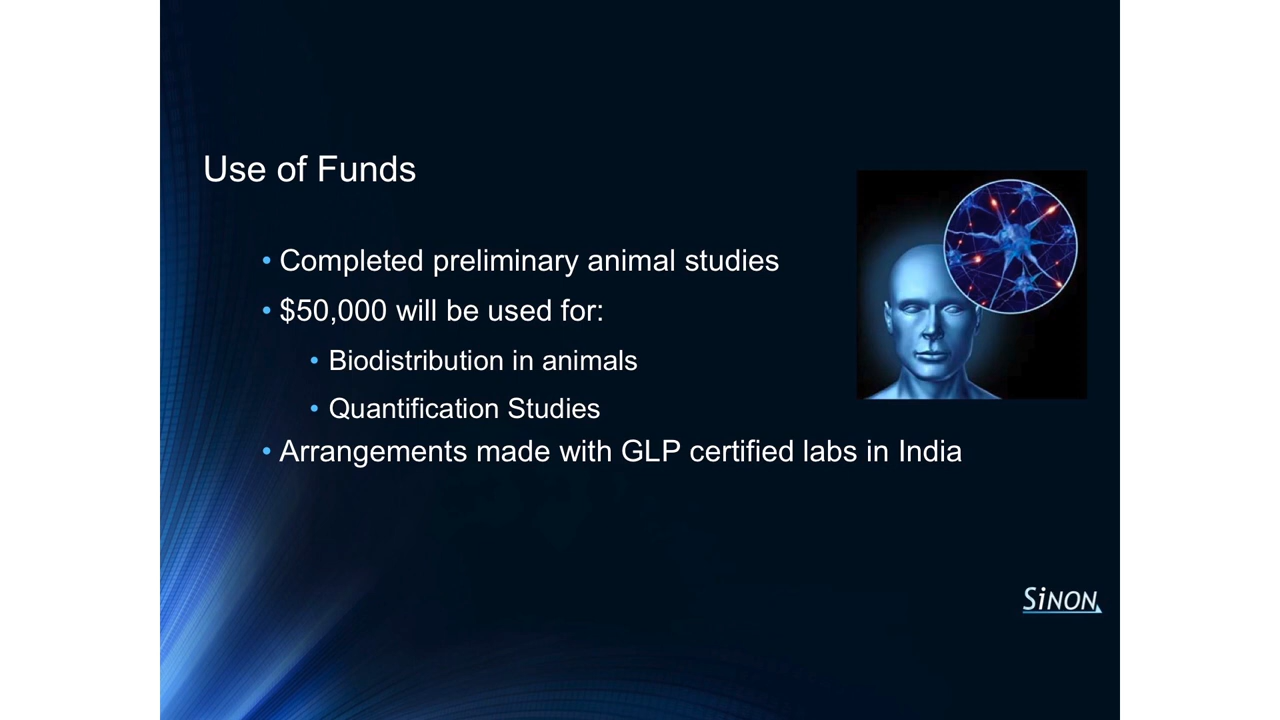 Use of Funds
• Completed preliminary animal studies
• $50,000 will be used for:
• Biodistribution in animals
• Quantification Studies
• Arrangements made with GLP certified labs in India
SiNON